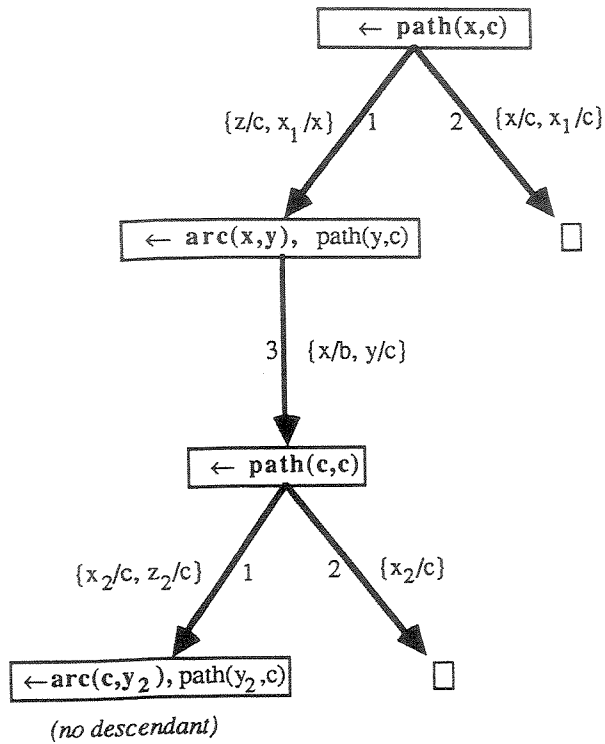 ← path(x,c)
{z/c, x₁/x} 1 2 {x/c, x₁/c}
← arc(x,y), path(y,c)
3 {x/b, y/c}
← path(c,c)
{x₂/c, z₂/c} 1 2 {x₂/c}
←arc(c,y₂), path(y₂,c)
(no descendant)